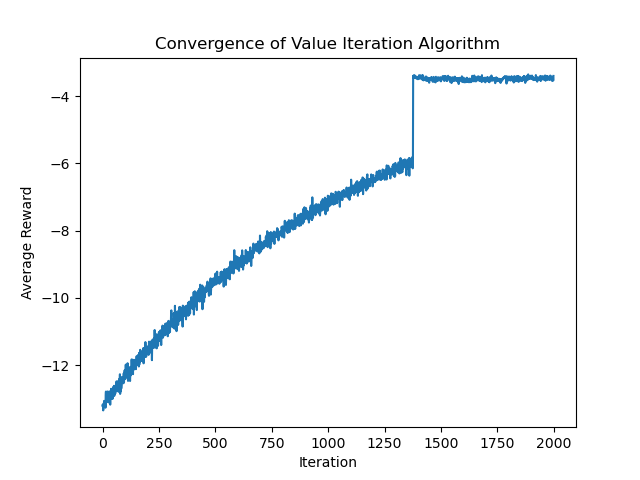 Convergence of Value Iteration Algorithm
−4
−6
−8
−10
−12
Average Reward
0 250 500 750 1000 1250 1500 1750 2000
Iteration